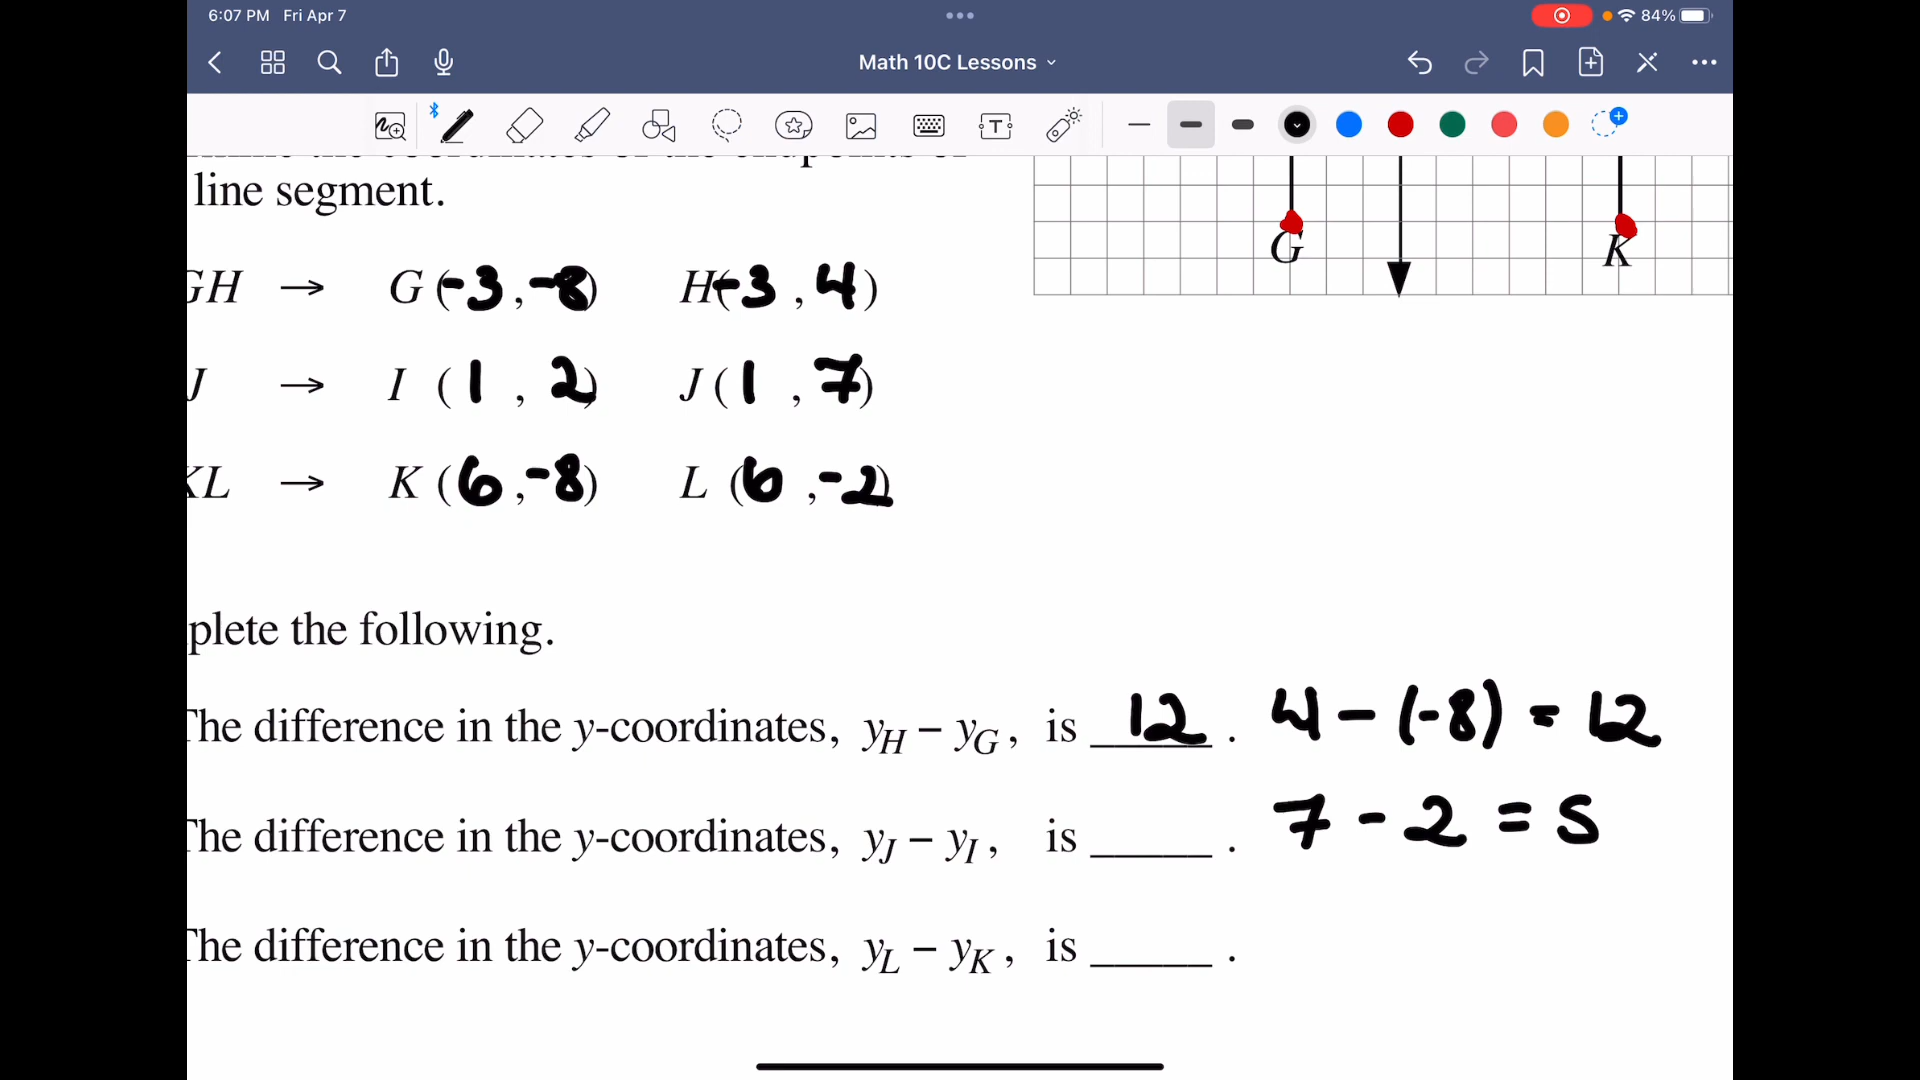 6:07 PM Fri Apr 7
84%
Math 10C Lessons
line segment.
G
K
GH → G (-3, -8) H(-3, 4)
J → I (1, 2) J (1, 7)
KL → K (6, -8) L (6, -2)
plete the following.
The difference in the y-coordinates, yH − yG, is 12. 4 - (-8) = 12
The difference in the y-coordinates, yJ − yI, is _____. 7 - 2 = 5
The difference in the y-coordinates, yL − yK, is _____.